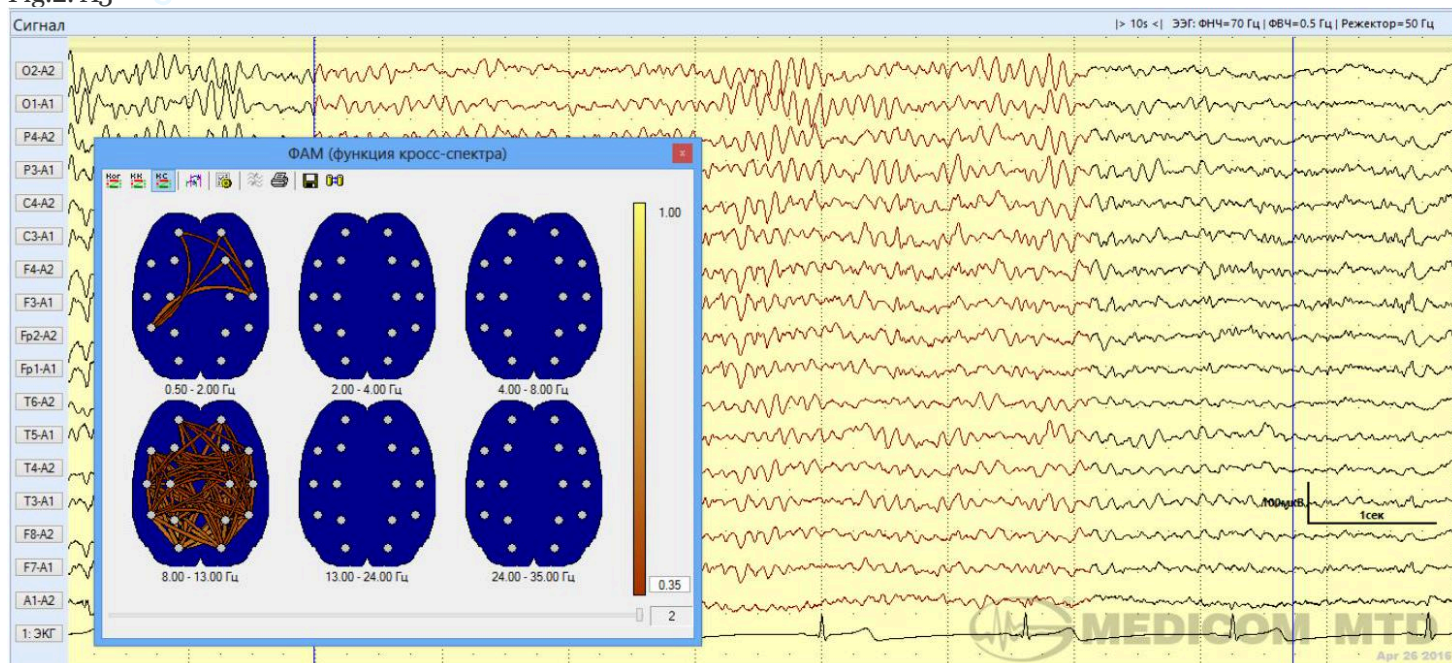 Сигнал
|> 10s <| ЭЭГ: ФНЧ=70 Гц | ФВЧ=0.5 Гц | Режектор=50 Гц
O2-A2
O1-A1
P4-A2
P3-A1
C4-A2
C3-A1
F4-A2
F3-A1
Fp2-A2
Fp1-A1
T6-A2
T5-A1
T4-A2
T3-A1
F8-A2
F7-A1
A1-A2
1: ЭКГ
ФАМ (функция кросс-спектра)
x
Ког КК КС
1.00
0.50 - 2.00 Гц 2.00 - 4.00 Гц 4.00 - 8.00 Гц
8.00 - 13.00 Гц 13.00 - 24.00 Гц 24.00 - 35.00 Гц
0.35
2
100мкВ
1сек
MEDICOM MTD
Apr 26 2016